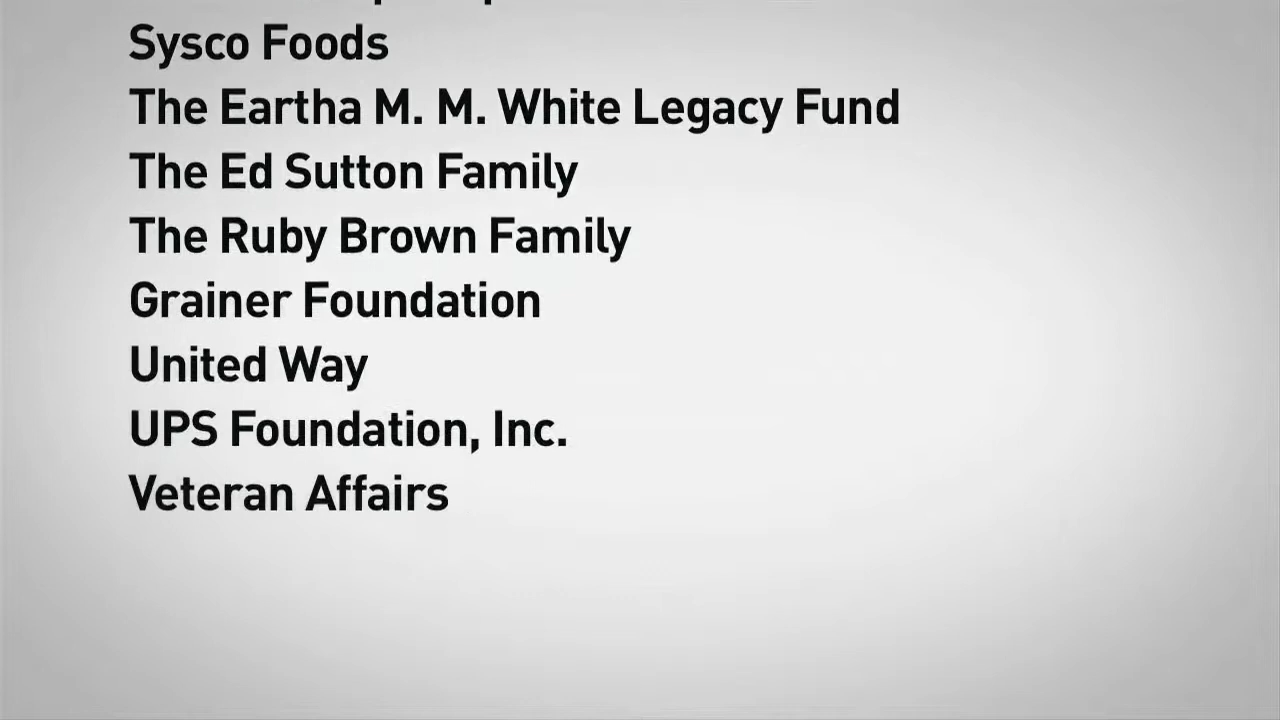 Sysco Foods
The Eartha M. M. White Legacy Fund
The Ed Sutton Family
The Ruby Brown Family
Grainer Foundation
United Way
UPS Foundation, Inc.
Veteran Affairs